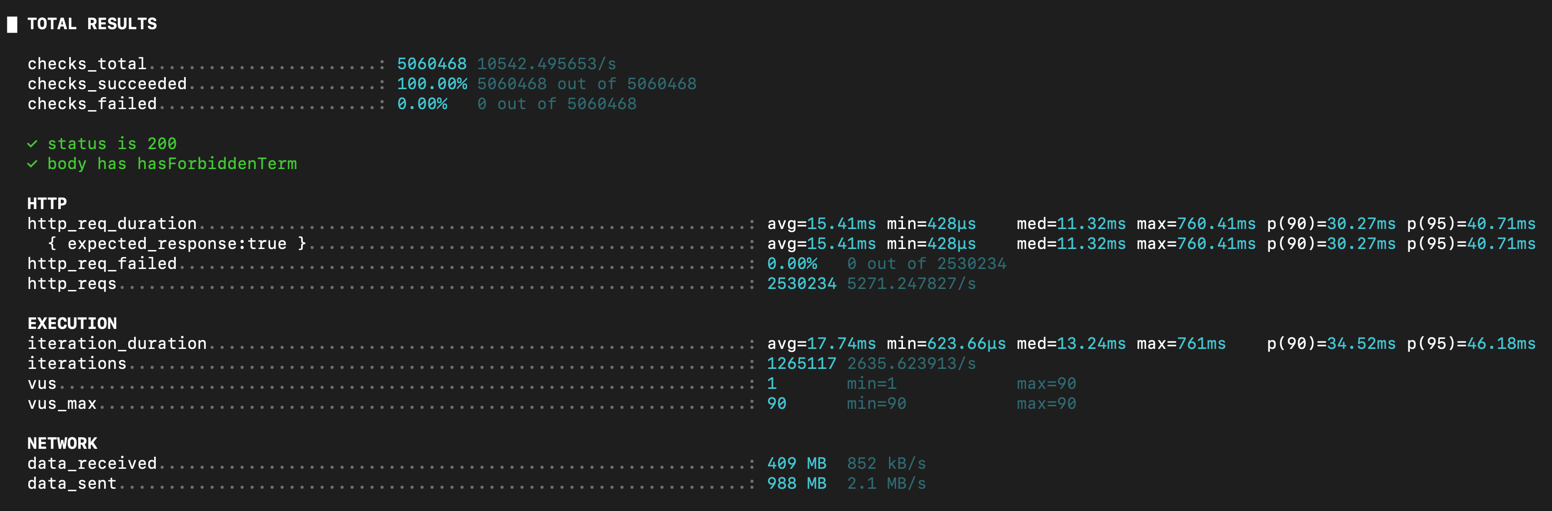 █ TOTAL RESULTS
checks_total.......................: 5060468 10542.495653/s
checks_succeeded...................: 100.00% 5060468 out of 5060468
checks_failed......................: 0.00%   0 out of 5060468
✓ status is 200
✓ body has hasForbiddenTerm
HTTP
http_req_duration.......................................................: avg=15.41ms min=428µs    med=11.32ms max=760.41ms p(90)=30.27ms p(95)=40.71ms
  { expected_response:true }............................................: avg=15.41ms min=428µs    med=11.32ms max=760.41ms p(90)=30.27ms p(95)=40.71ms
http_req_failed.........................................................: 0.00%   0 out of 2530234
http_reqs...............................................................: 2530234 5271.247827/s
EXECUTION
iteration_duration......................................................: avg=17.74ms min=623.66µs med=13.24ms max=761ms    p(90)=34.52ms p(95)=46.18ms
iterations..............................................................: 1265117 2635.623913/s
vus.....................................................................: 1       min=1            max=90
vus_max.................................................................: 90      min=90           max=90
NETWORK
data_received...........................................................: 409 MB  852 kB/s
data_sent...............................................................: 988 MB  2.1 MB/s